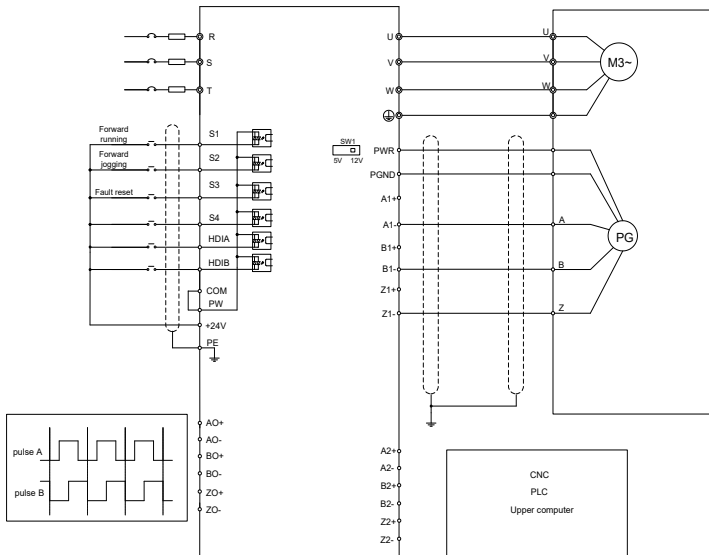 R
S
T
U
V
W
U
V
W
M3~
Forward
running
Forward
jogging
Fault reset
S1
S2
S3
S4
HDIA
HDIB
COM
PW
+24V
PE
SW1
5V 12V
PWR
PGND
A1+
A1-
B1+
B1-
Z1+
Z1-
A
B
Z
PG
pulse A
pulse B
AO+
AO-
BO+
BO-
ZO+
ZO-
A2+
A2-
B2+
B2-
Z2+
Z2-
CNC
PLC
Upper computer